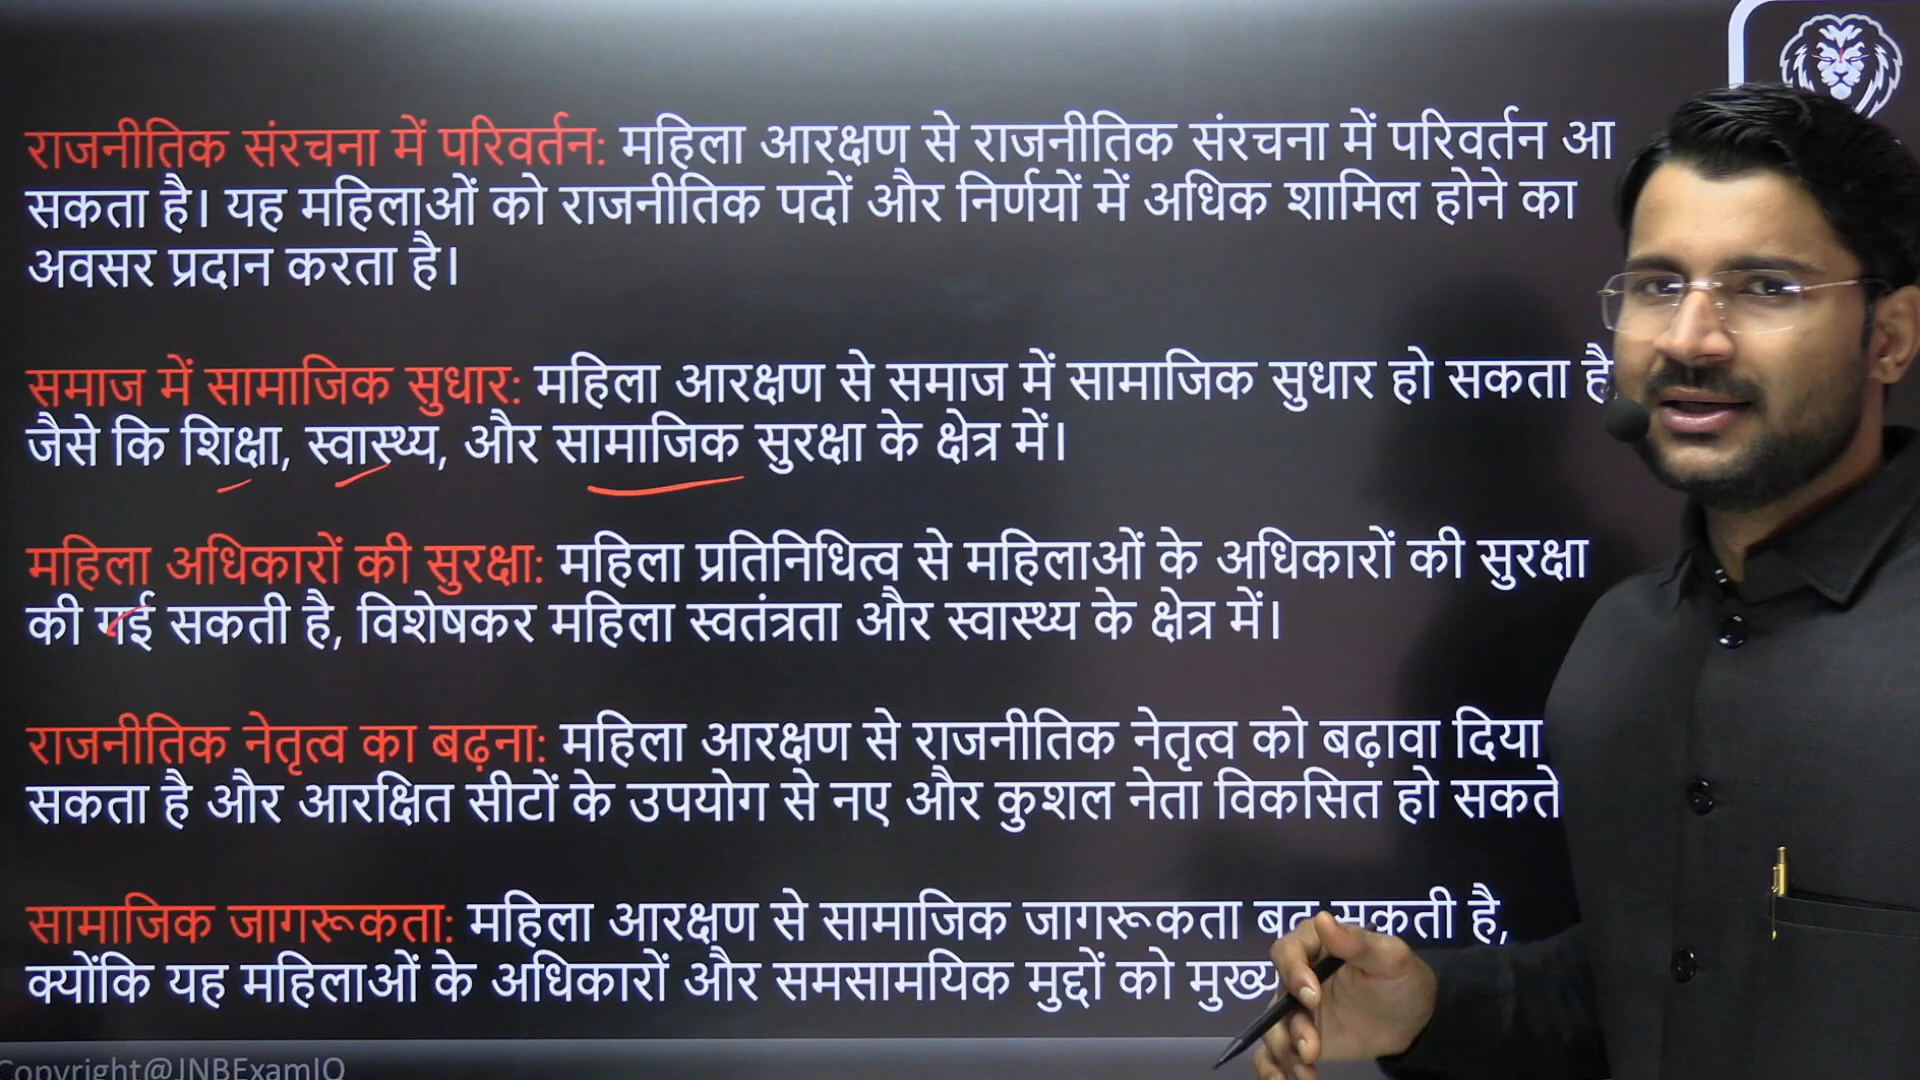 राजनीतिक संरचना में परिवर्तन: महिला आरक्षण से राजनीतिक संरचना में परिवर्तन आ
सकता है। यह महिलाओं को राजनीतिक पदों और निर्णयों में अधिक शामिल होने का
अवसर प्रदान करता है।
समाज में सामाजिक सुधार: महिला आरक्षण से समाज में सामाजिक सुधार हो सकता है
जैसे कि शिक्षा, स्वास्थ्य, और सामाजिक सुरक्षा के क्षेत्र में।
महिला अधिकारों की सुरक्षा: महिला प्रतिनिधित्व से महिलाओं के अधिकारों की सुरक्षा
की गई सकती है, विशेषकर महिला स्वतंत्रता और स्वास्थ्य के क्षेत्र में।
राजनीतिक नेतृत्व का बढ़ना: महिला आरक्षण से राजनीतिक नेतृत्व को बढ़ावा दिया
सकता है और आरक्षित सीटों के उपयोग से नए और कुशल नेता विकसित हो सकते
सामाजिक जागरूकता: महिला आरक्षण से सामाजिक जागरूकता बढ़ सकती है,
क्योंकि यह महिलाओं के अधिकारों और समसामयिक मुद्दों को मुख्य
Copyright@JNBExamIQ